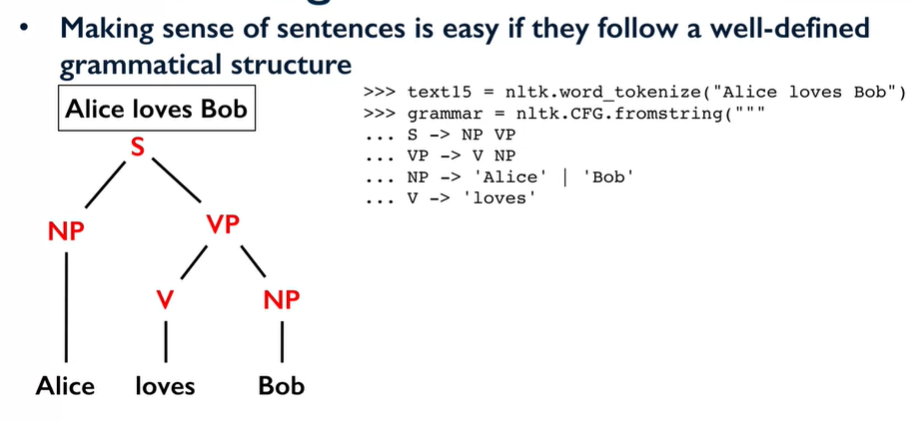 • Making sense of sentences is easy if they follow a well-defined
grammatical structure
Alice loves Bob
>>> text15 = nltk.word_tokenize("Alice loves Bob")
>>> grammar = nltk.CFG.fromstring("""
... S -> NP VP
... VP -> V NP
... NP -> 'Alice' | 'Bob'
... V -> 'loves'
S
NP VP
V NP
Alice loves Bob